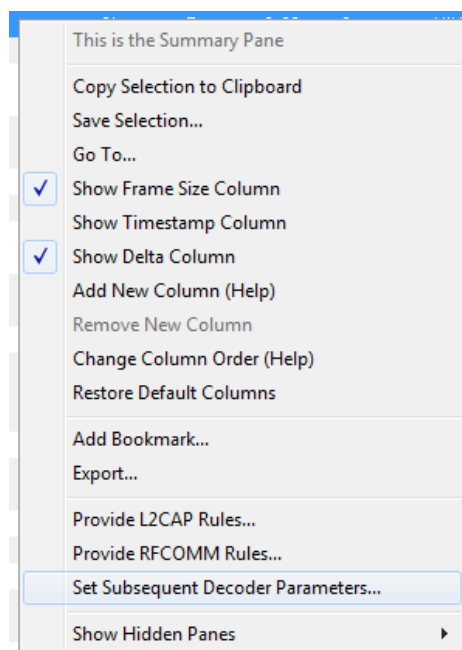 This is the Summary Pane
Copy Selection to Clipboard
Save Selection...
Go To...
Show Frame Size Column
Show Timestamp Column
Show Delta Column
Add New Column (Help)
Remove New Column
Change Column Order (Help)
Restore Default Columns
Add Bookmark...
Export...
Provide L2CAP Rules...
Provide RFCOMM Rules...
Set Subsequent Decoder Parameters...
Show Hidden Panes